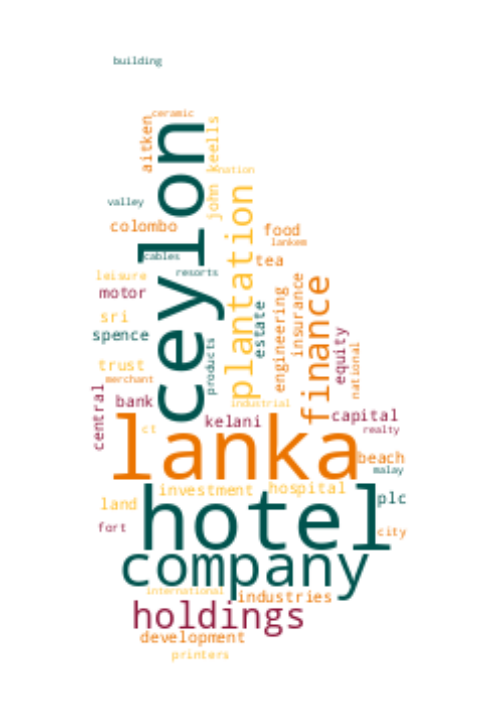 building
ceramic
aitken
keells
ceylon
nation
john
plantation
valley
colombo
food
lankem
cables
tea
resorts
leisure
motor
engineering
insurance
finance
sri
estate
spence
equity
products
national
trust
merchant
central
bank
industrial
capital
kelani
lanka
ct
realty
beach
malay
investment
hospital
hotel
plc
land
fort
city
company
international
industries
holdings
development
printers